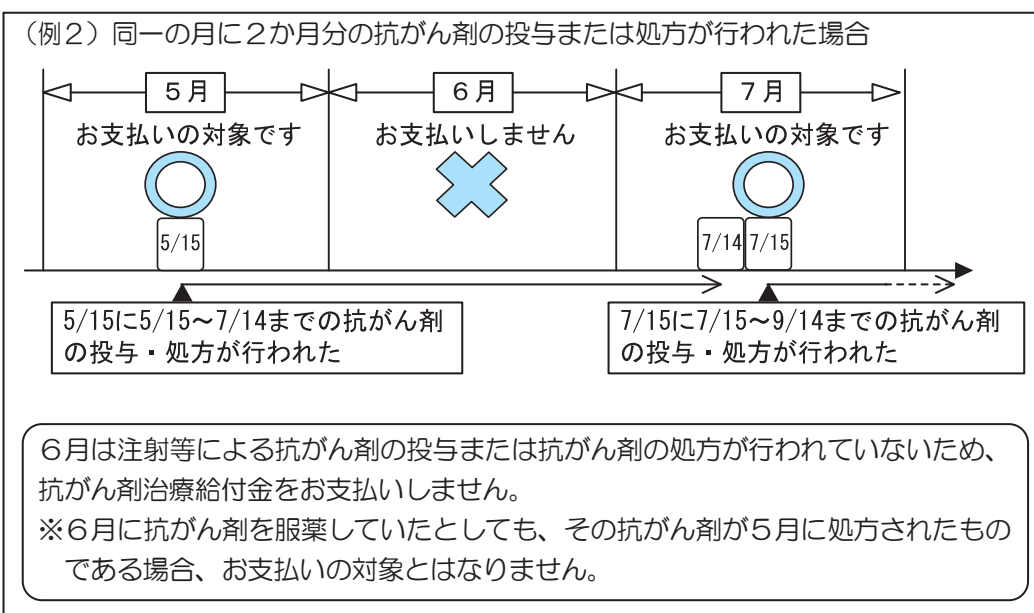 (例2) 同一の月に2か月分の抗がん剤の投与または処方が行われた場合
5月
6月
7月
お支払いの対象です
お支払いしません
お支払いの対象です
5/15
7/14
7/15
5/15に5/15～7/14までの抗がん剤
の投与・処方が行われた
7/15に7/15～9/14までの抗がん剤
の投与・処方が行われた
6月は注射等による抗がん剤の投与または抗がん剤の処方が行われていないため、
抗がん剤治療給付金をお支払いしません。
※6月に抗がん剤を服薬していたとしても、その抗がん剤が5月に処方されたもの
である場合、お支払いの対象とはなりません。